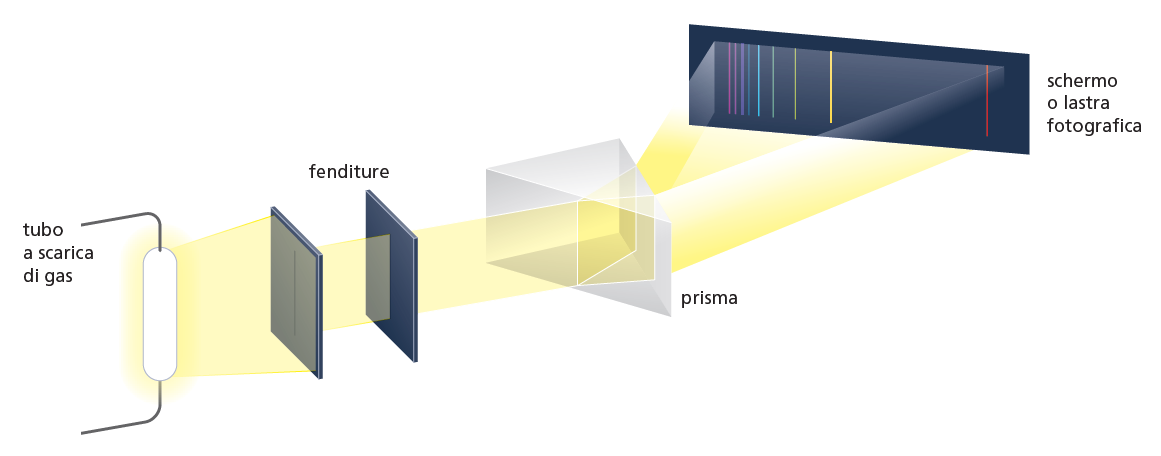 tubo
a scarica
di gas
fenditure
prisma
schermo
o lastra
fotografica